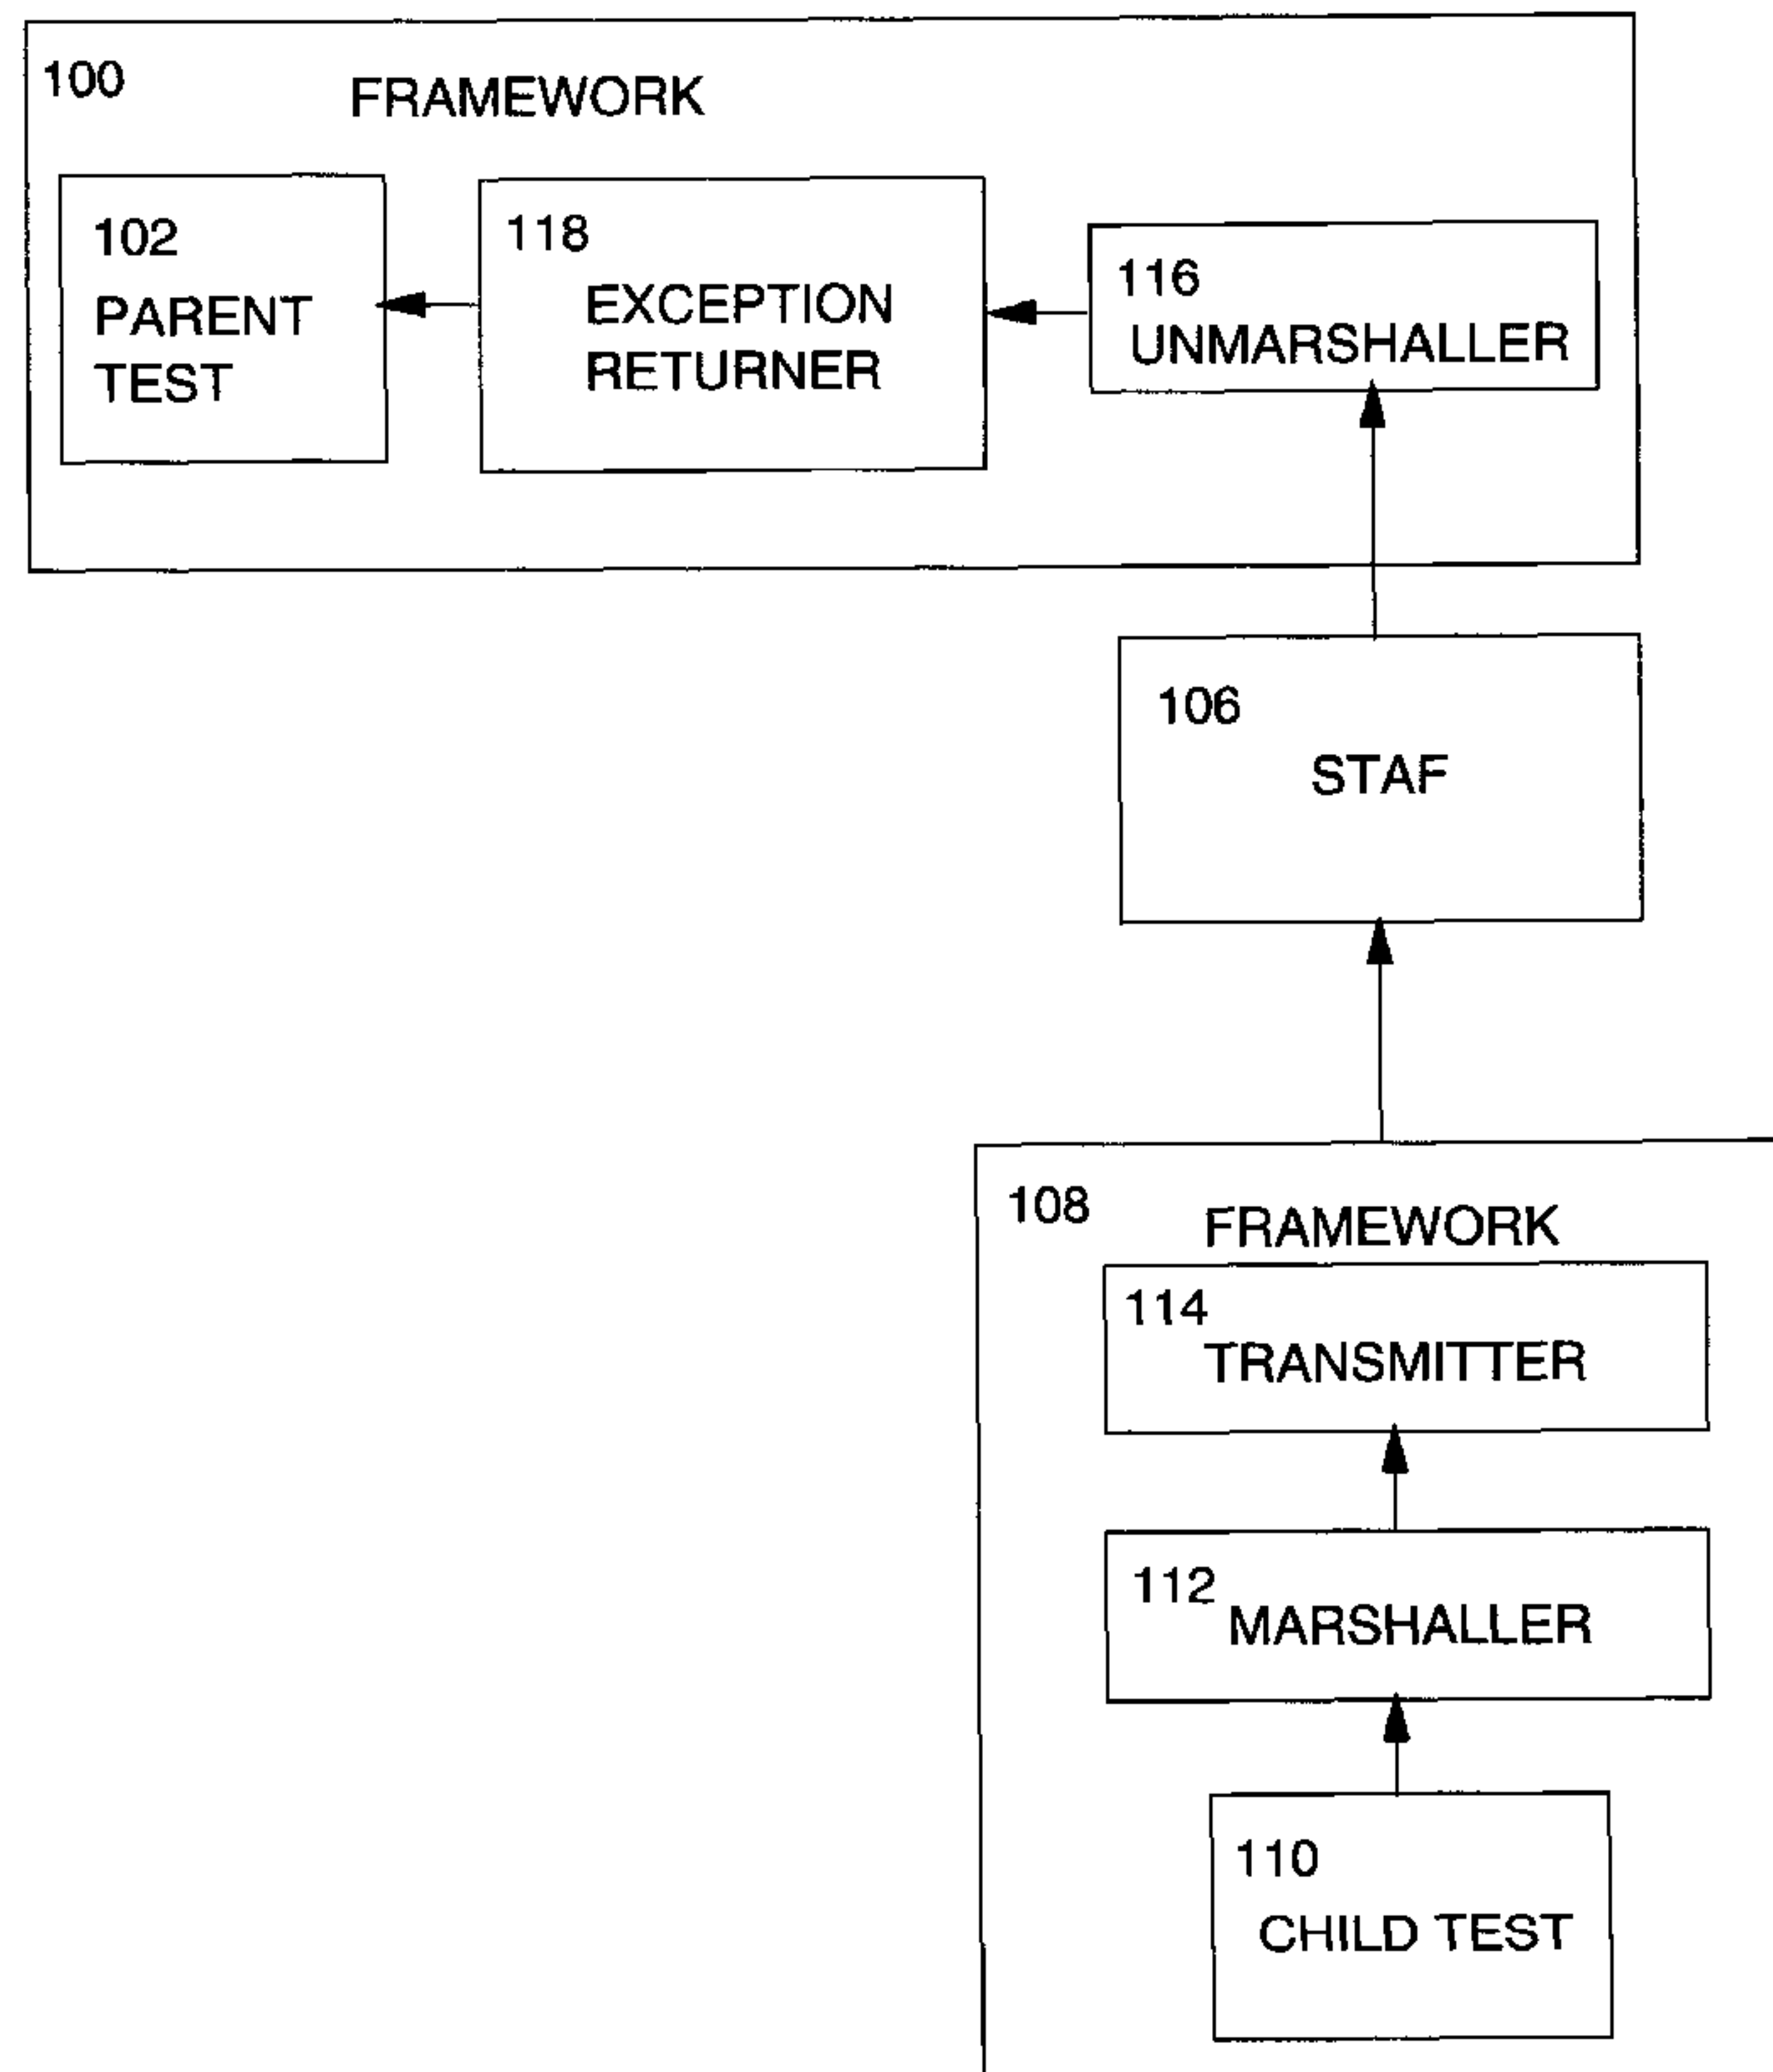 100
FRAMEWORK
102
PARENT
TEST
118
EXCEPTION
RETURNER
116
UNMARSHALLER
106
STAF
108
FRAMEWORK
114
TRANSMITTER
112
MARSHALLER
110
CHILD TEST